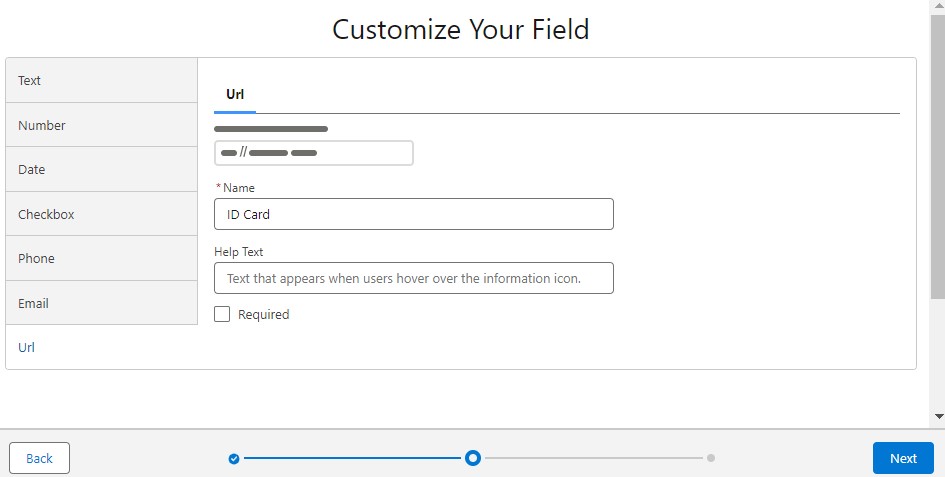 Customize Your Field
Text
Number
Date
Checkbox
Phone
Email
Url
Url
//
* Name
ID Card
Help Text
Text that appears when users hover over the information icon.
Required
Back
Next